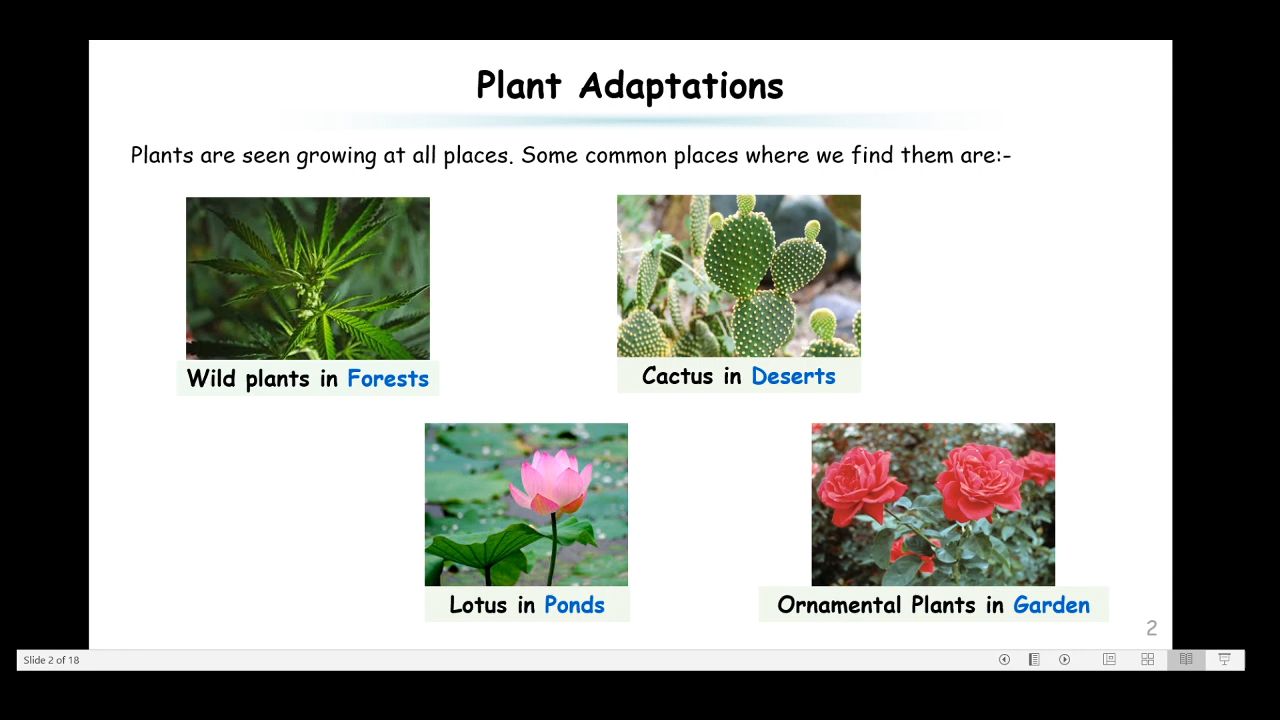 Plant Adaptations
Plants are seen growing at all places. Some common places where we find them are:-
Wild plants in Forests
Cactus in Deserts
Lotus in Ponds
Ornamental Plants in Garden
2
Slide 2 of 18